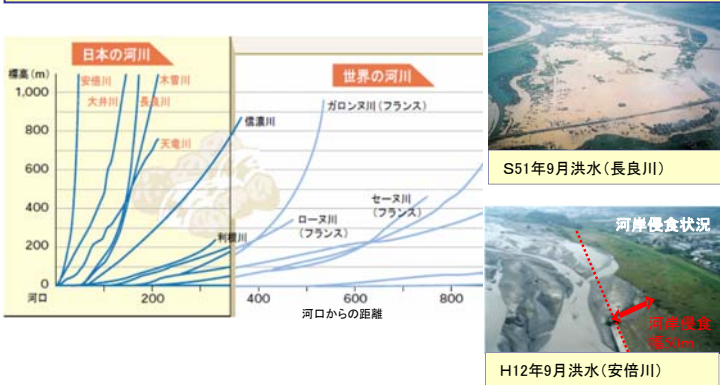 日本の河川
世界の河川
標高(m)
1,000
800
600
400
200
0
安倍川
木曽川
大井川
長良川
天竜川
信濃川
利根川
ガロンヌ川(フランス)
ローヌ川
(フランス)
セーヌ川
(フランス)
河口
200
400
600
800
河口からの距離
S51年9月洪水(長良川)
河岸侵食状況
河岸侵食
H12年9月洪水(安倍川)